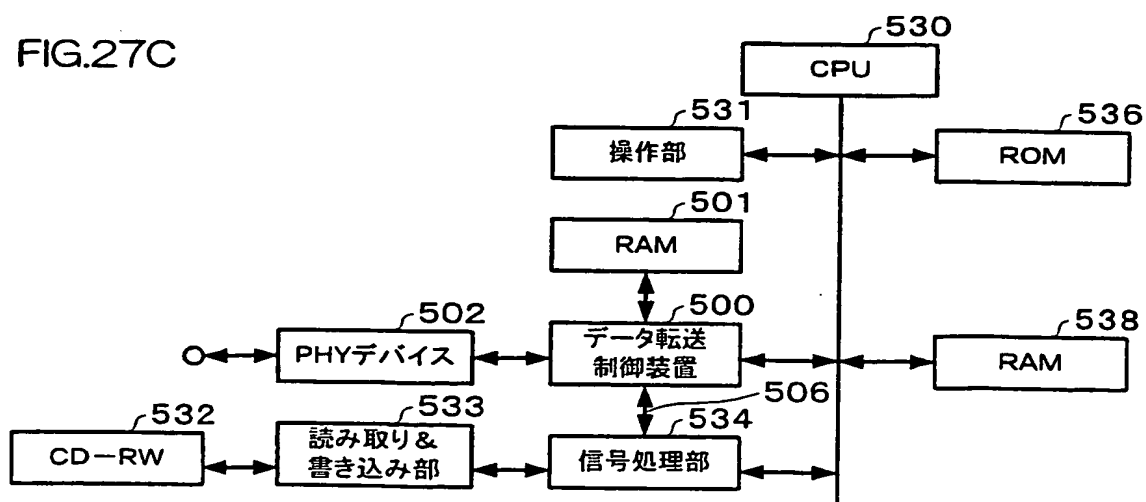 FIG.27C
530
CPU
531
操作部
536
ROM
501
RAM
502
PHYデバイス
500
データ転送
制御装置
538
RAM
506
532
CD－RW
533
読み取り＆
書き込み部
534
信号処理部